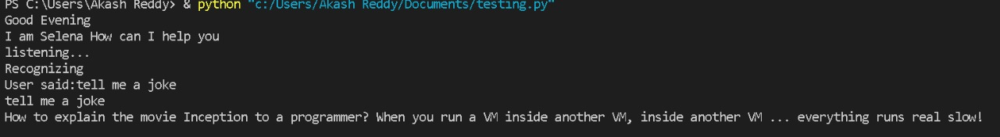 PS C:\Users\Akash Reddy> & python "c:/Users/Akash Reddy/Documents/testing.py"
Good Evening
I am Selena How can I help you
listening...
Recognizing
User said:tell me a joke
tell me a joke
How to explain the movie Inception to a programmer? When you run a VM inside another VM, inside another VM ... everything runs real slow!